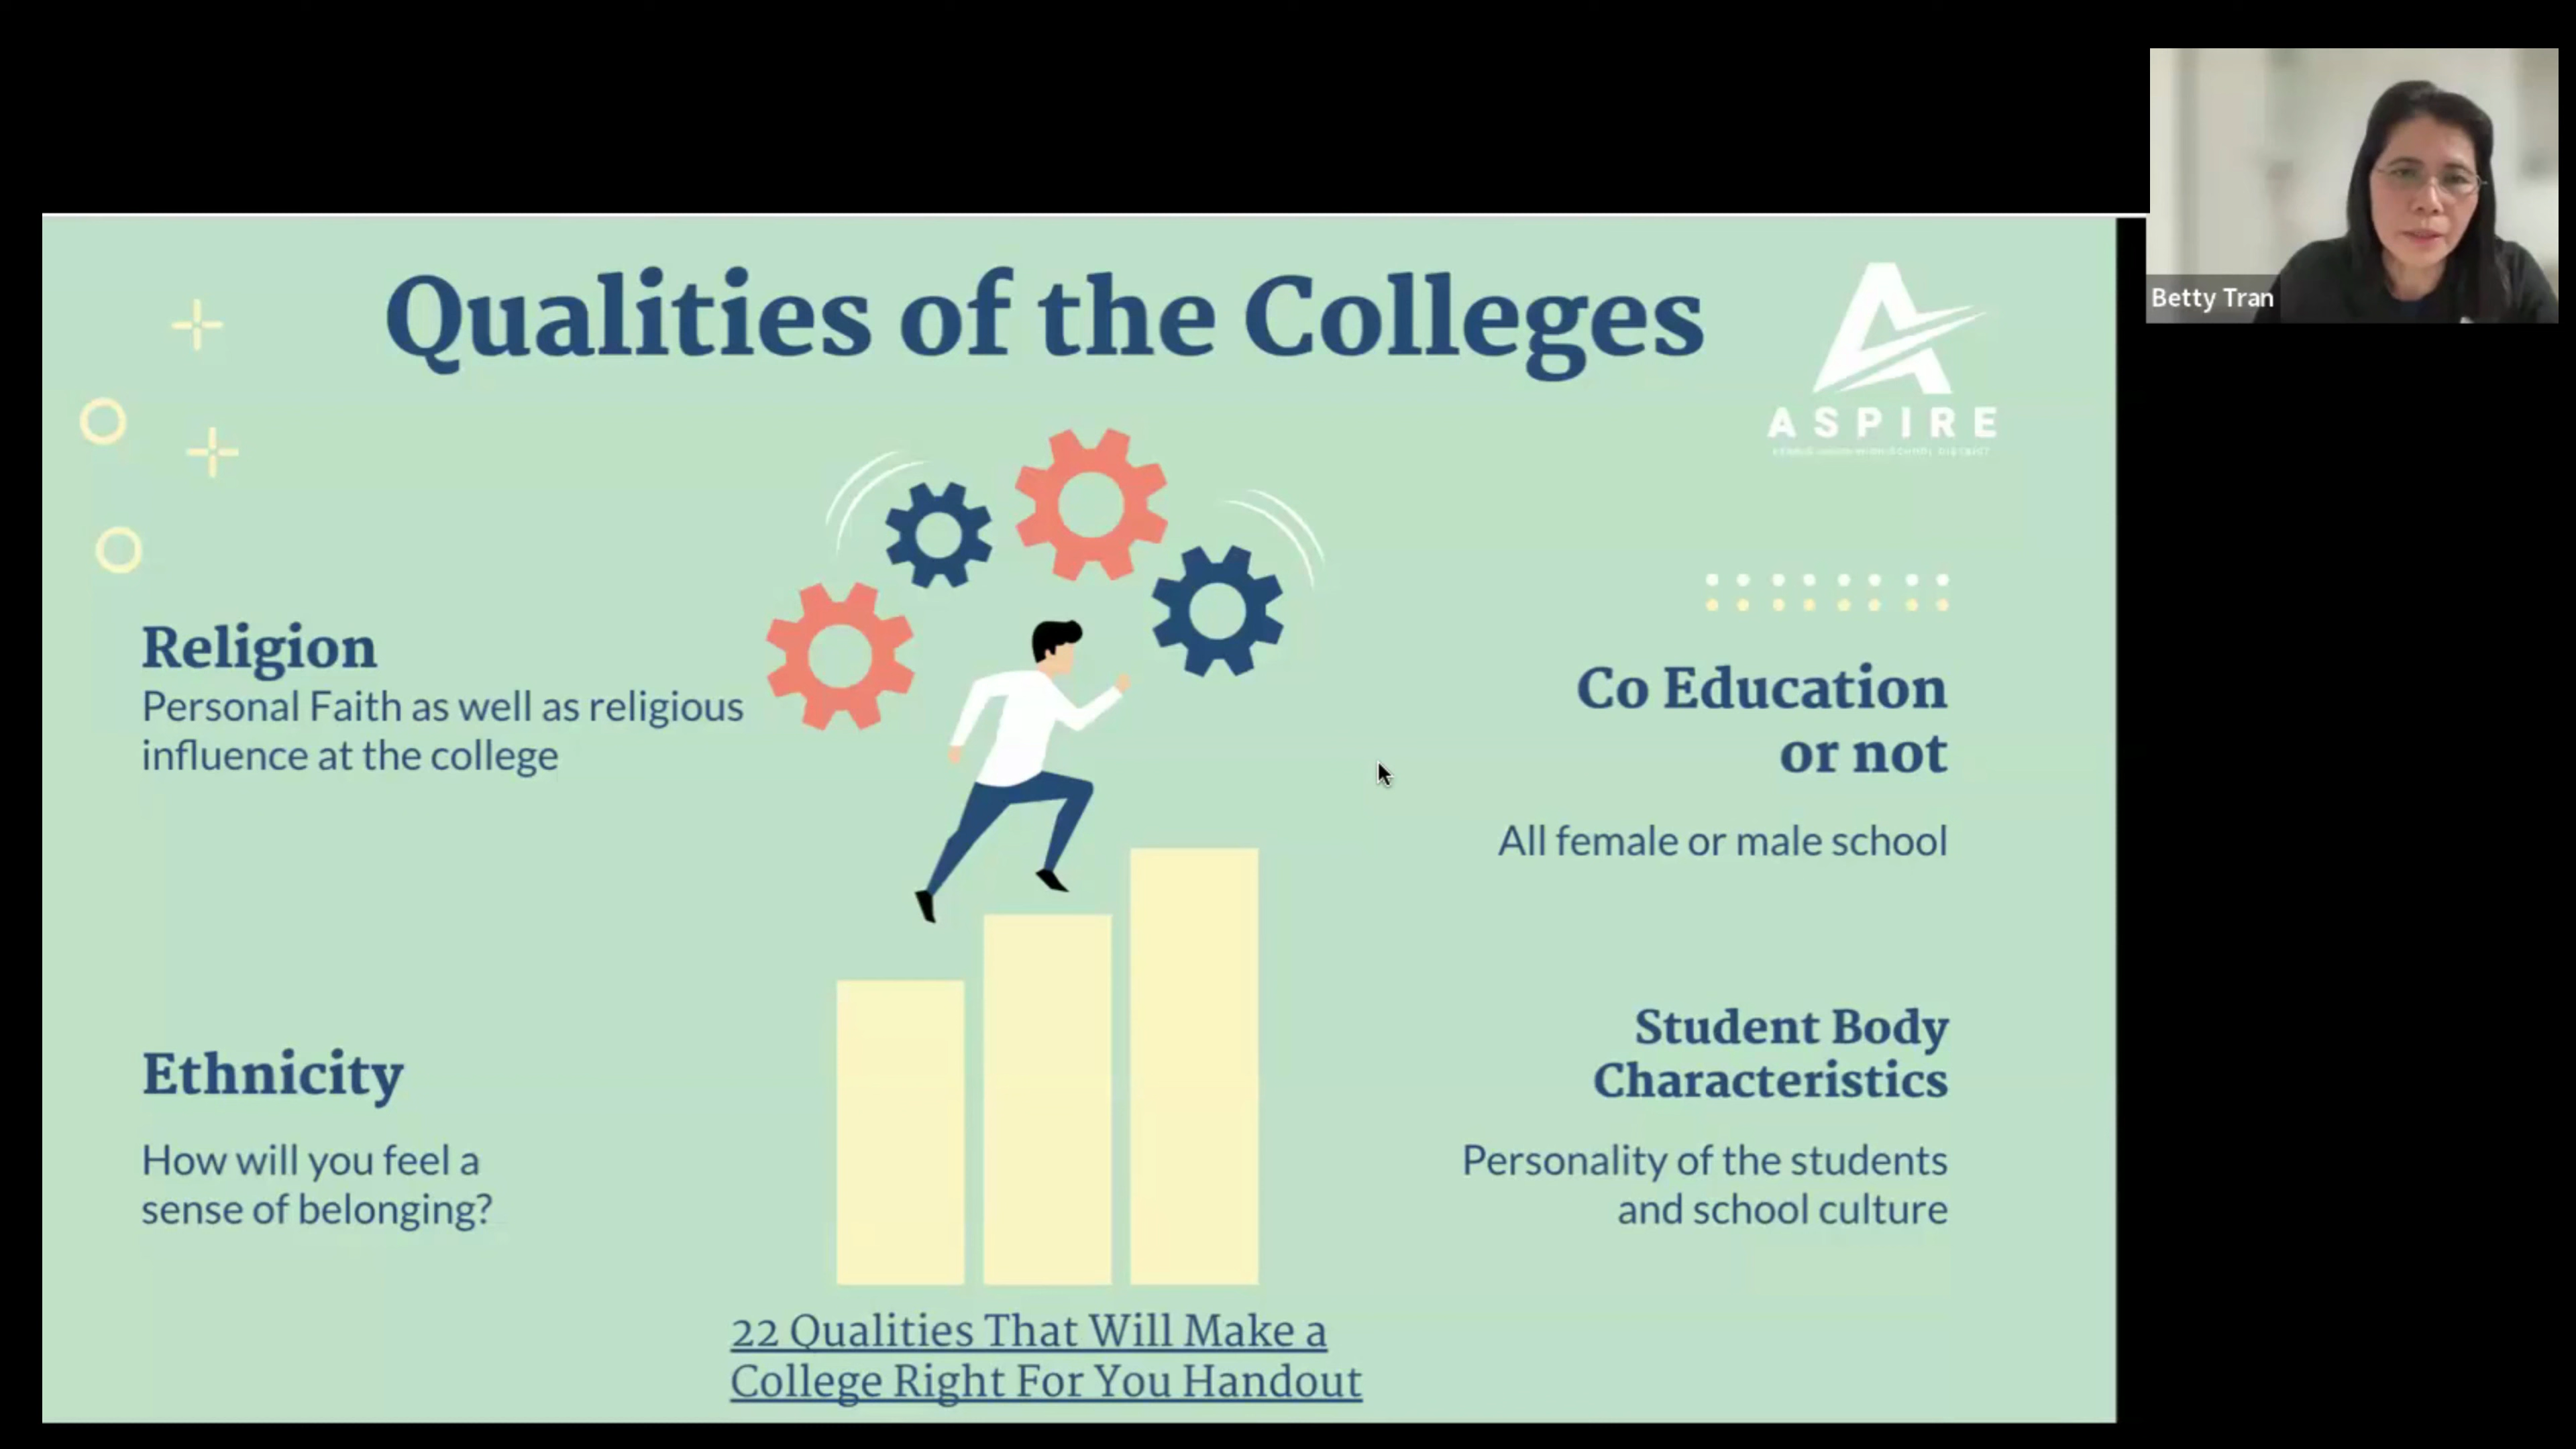 Qualities of the Colleges
Betty Tran
ASPIRE
Religion
Personal Faith as well as religious
influence at the college
Co Education
or not
All female or male school
Ethnicity
How will you feel a
sense of belonging?
Student Body
Characteristics
Personality of the students
and school culture
22 Qualities That Will Make a
College Right For You Handout